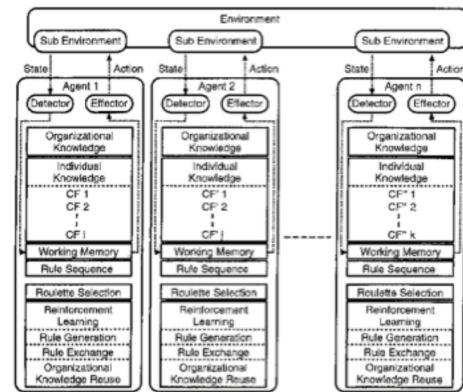 Environment
Sub Environment
Sub Environment
Sub Environment
State
Action
State
Action
State
Action
Agent 1
Detector
Effector
Organizational
Knowledge
Individual
Knowledge
CF 1
CF 2
CF i
Working Memory
Rule Sequence
Roulette Selection
Reinforcement
Learning
Rule Generation
Rule Exchange
Organizational
Knowledge Reuse
Agent 2
Detector
Effector
Organizational
Knowledge
Individual
Knowledge
CF' 1
CF' 2
CF' j
Working Memory
Rule Sequence
Roulette Selection
Reinforcement
Learning
Rule Generation
Rule Exchange
Organizational
Knowledge Reuse
Agent n
Detector
Effector
Organizational
Knowledge
Individual
Knowledge
CF" 1
CF" 2
CF" k
Working Memory
Rule Sequence
Roulette Selection
Reinforcement
Learning
Rule Generation
Rule Exchange
Organizational
Knowledge Reuse